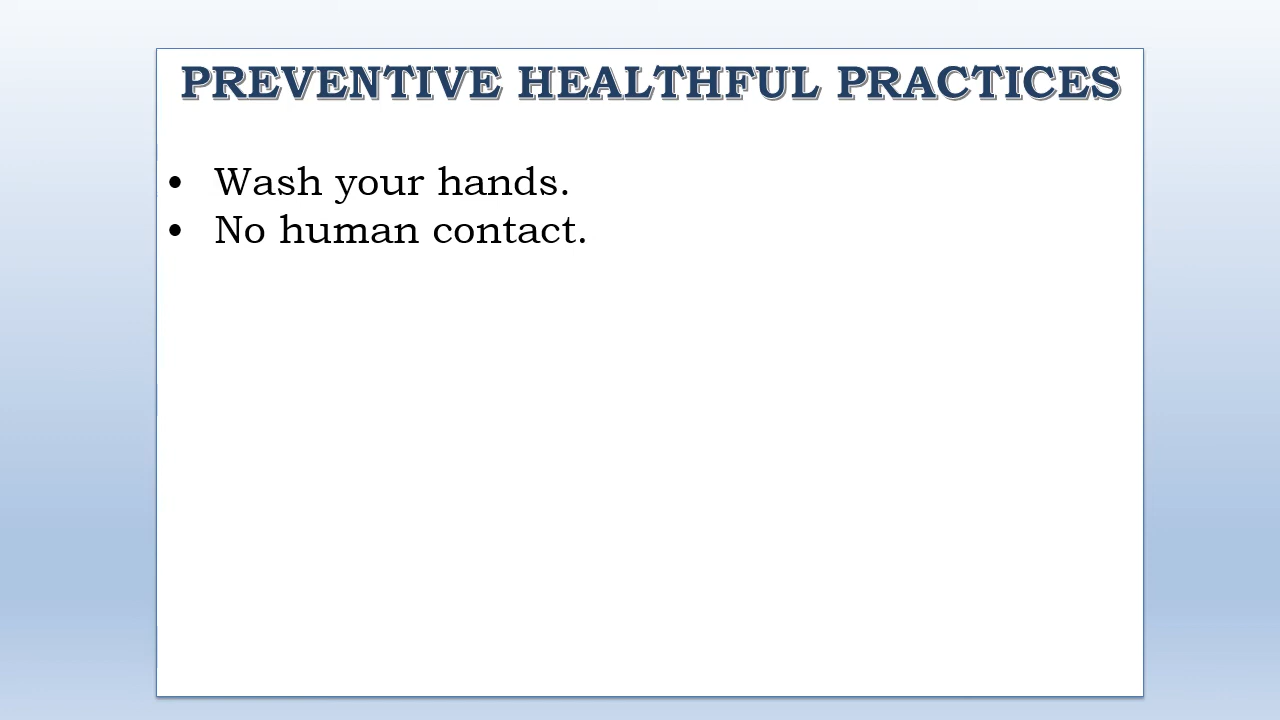 PREVENTIVE HEALTHFUL PRACTICES
• Wash your hands.
• No human contact.